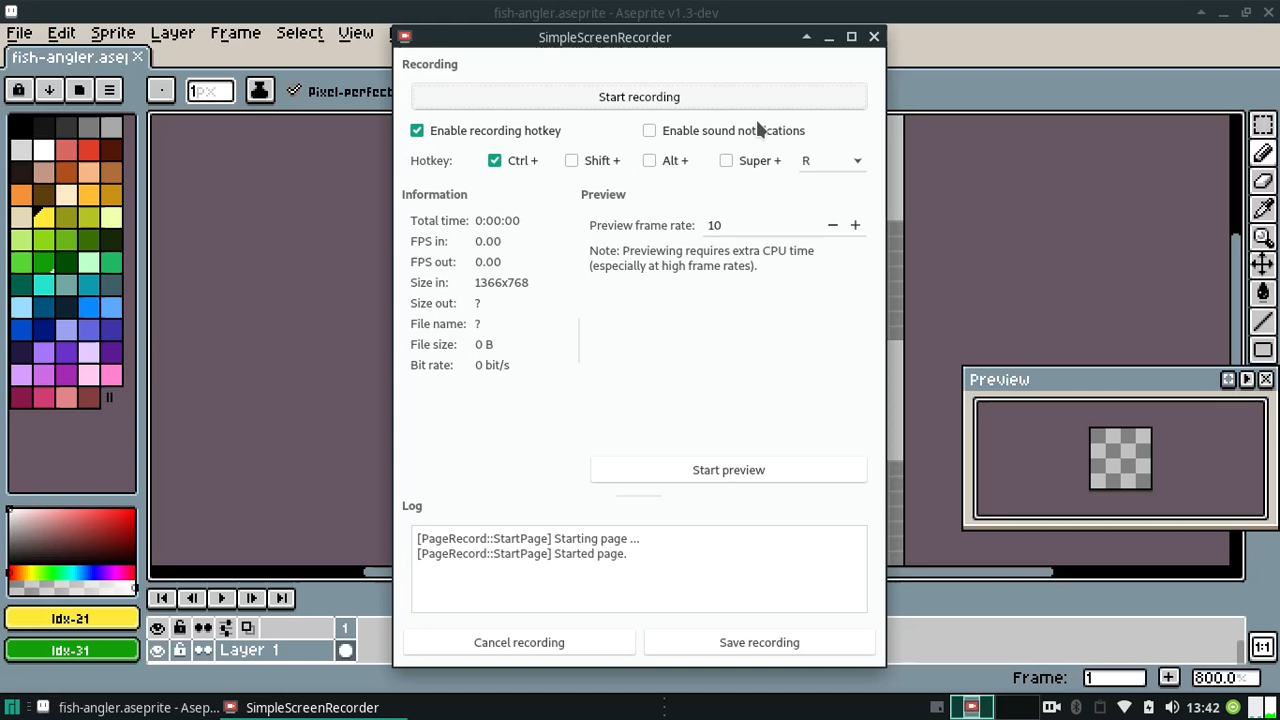 fish-angler.aseprite - Aseprite v1.3-dev
File Edit Sprite Layer Frame Select View
SimpleScreenRecorder
fish-angler.asep
1px
Pixel-perfect
Recording
Start recording
Enable recording hotkey
Enable sound notifications
Hotkey: Ctrl + Shift + Alt + Super + R
Information
Total time: 0:00:00
FPS in: 0.00
FPS out: 0.00
Size in: 1366x768
Size out: ?
File name: ?
File size: 0 B
Bit rate: 0 bit/s
Preview
Preview frame rate: 10
Note: Previewing requires extra CPU time
(especially at high frame rates).
Start preview
Log
[PageRecord::StartPage] Starting page ...
[PageRecord::StartPage] Started page.
Cancel recording
Save recording
Preview
Idx-21
Idx-31
1
Layer 1
1:1
Frame: 1
800.0%
fish-angler.aseprite - Asep...
SimpleScreenRecorder
13:42